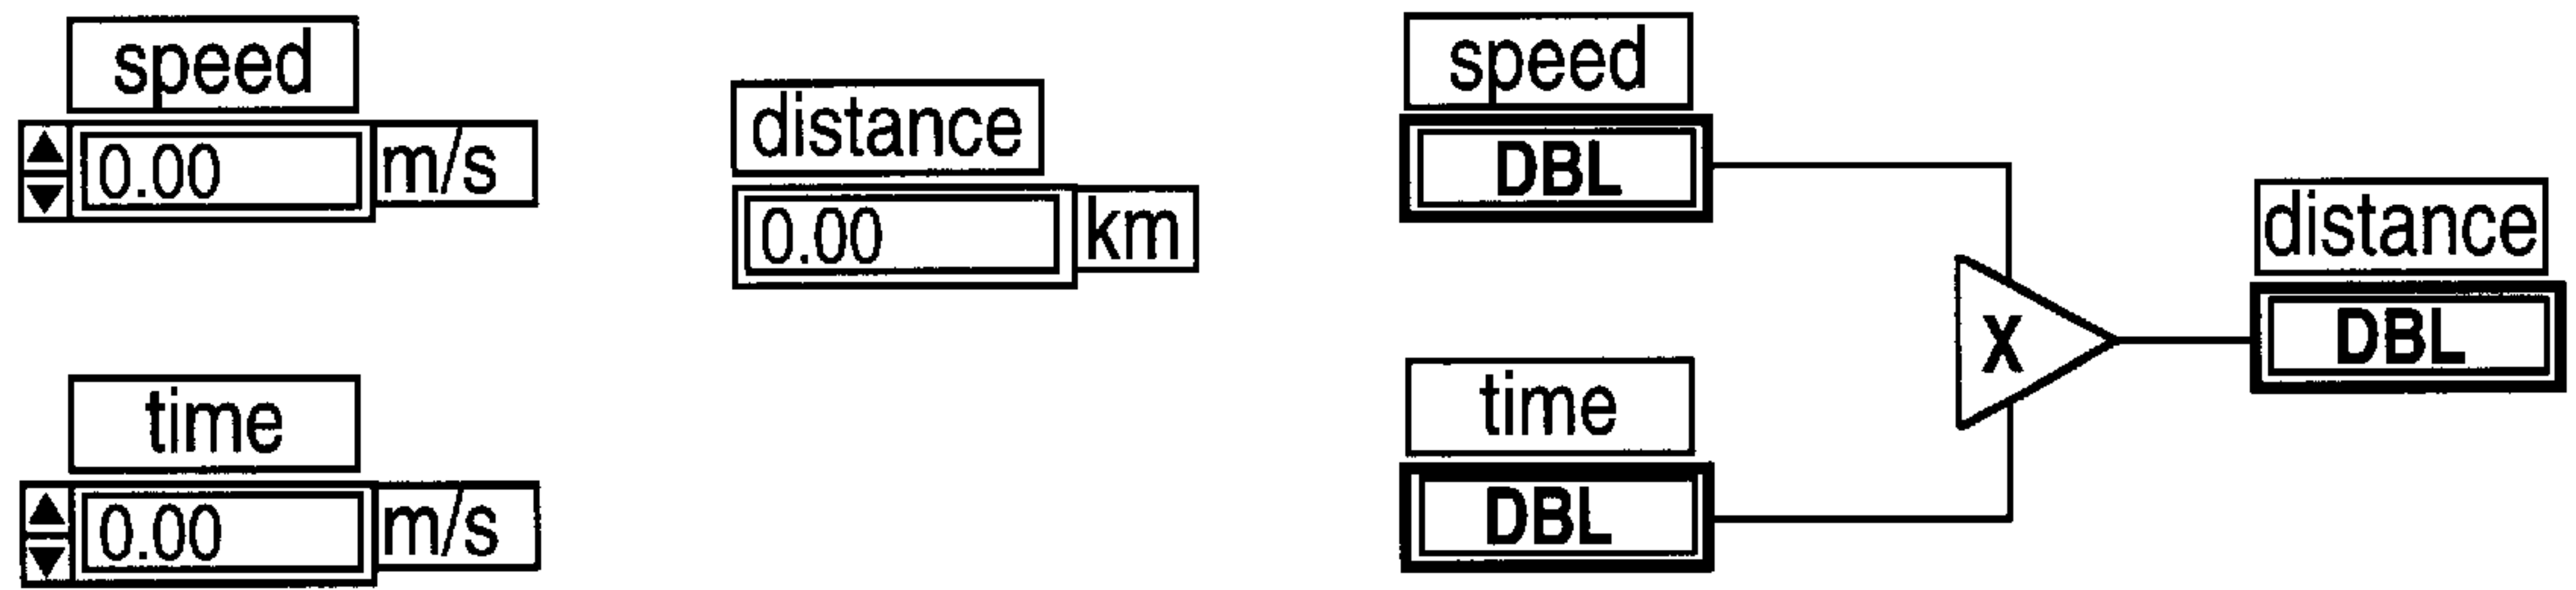 speed
0.00 m/s
time
0.00 m/s
distance
0.00 km
speed
DBL
time
DBL
X
distance
DBL